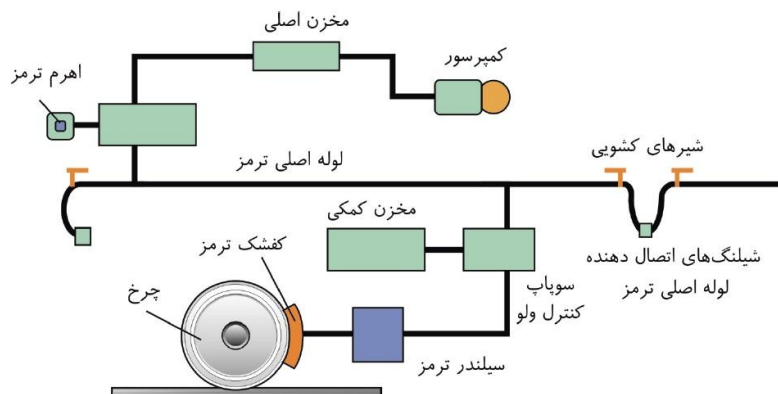 مخزن اصلی
کمپرسور
اهرم ترمز
لوله اصلی ترمز
شیرهای کشویی
مخزن کمکی
کفشک ترمز
شیلنگ‌های اتصال دهنده
لوله اصلی ترمز
سوپاپ
کنترل ولو
چرخ
سیلندر ترمز